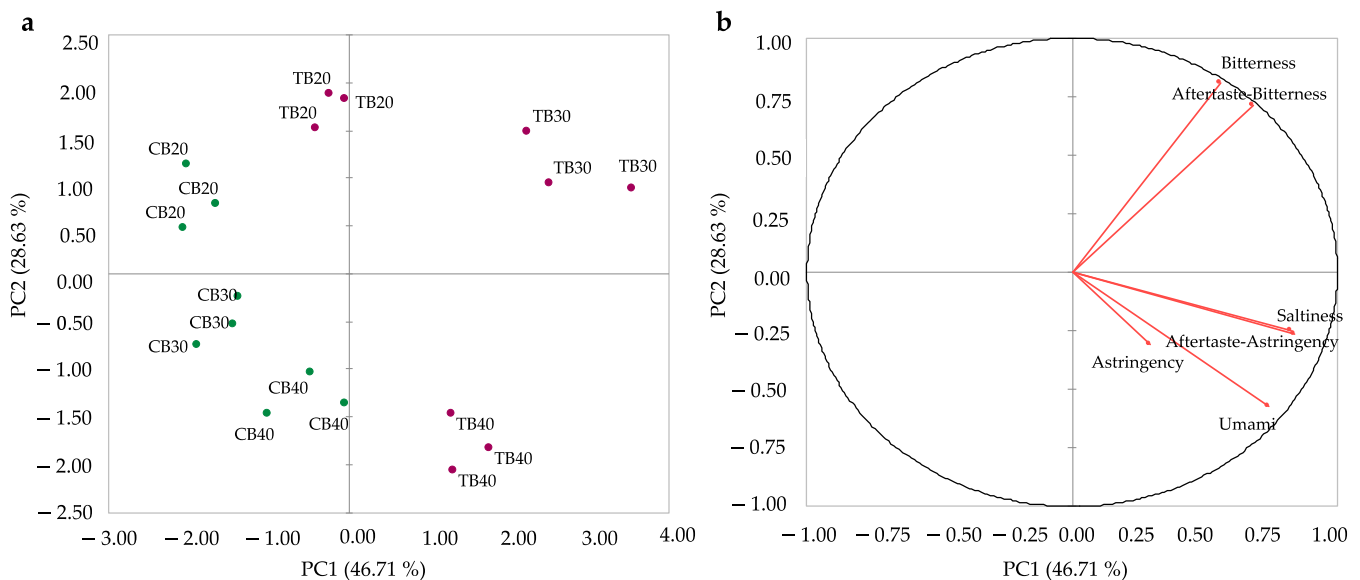 a
2.50
2.00
1.50
1.00
0.50
0.00
− 0.50
− 1.00
− 1.50
− 2.00
− 2.50
PC2 (28.63 %)
TB20
TB20
TB20
TB30
TB30
TB30
CB20
CB20
CB20
CB30
CB30
CB30
CB40
CB40
CB40
TB40
TB40
TB40
− 3.00
− 2.00
− 1.00
0.00
1.00
2.00
3.00
4.00
PC1 (46.71 %)
b
1.00
0.75
0.50
0.25
0.00
− 0.25
− 0.50
− 0.75
− 1.00
PC2 (28.63 %)
Bitterness
Aftertaste-Bitterness
Saltiness
Aftertaste-Astringency
Astringency
Umami
− 1.00
− 0.75
− 0.50
− 0.25
0.00
0.25
0.50
0.75
1.00
PC1 (46.71 %)